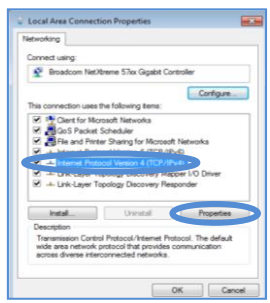 Local Area Connection Properties
Networking
Connect using:
Broadcom NetXtreme 57xx Gigabit Controller
Configure...
This connection uses the following items:
Client for Microsoft Networks
QoS Packet Scheduler
File and Printer Sharing for Microsoft Networks
Internet Protocol Version 4 (TCP/IPv4)
Link-Layer Topology Discovery Mapper I/O Driver
Link-Layer Topology Discovery Responder
Install...
Uninstall
Properties
Description
Transmission Control Protocol/Internet Protocol. The default
wide area network protocol that provides communication
across diverse interconnected networks.
OK
Cancel